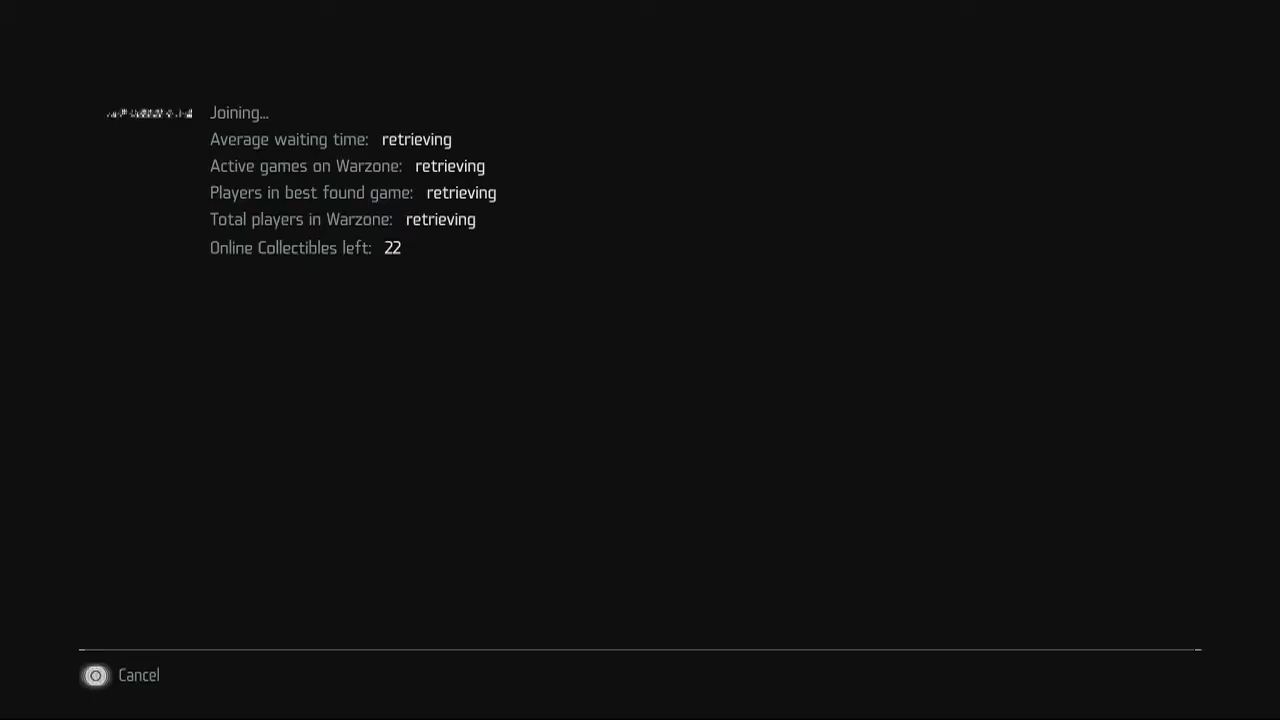 Joining...
Average waiting time: retrieving
Active games on Warzone: retrieving
Players in best found game: retrieving
Total players in Warzone: retrieving
Online Collectibles left: 22
Cancel